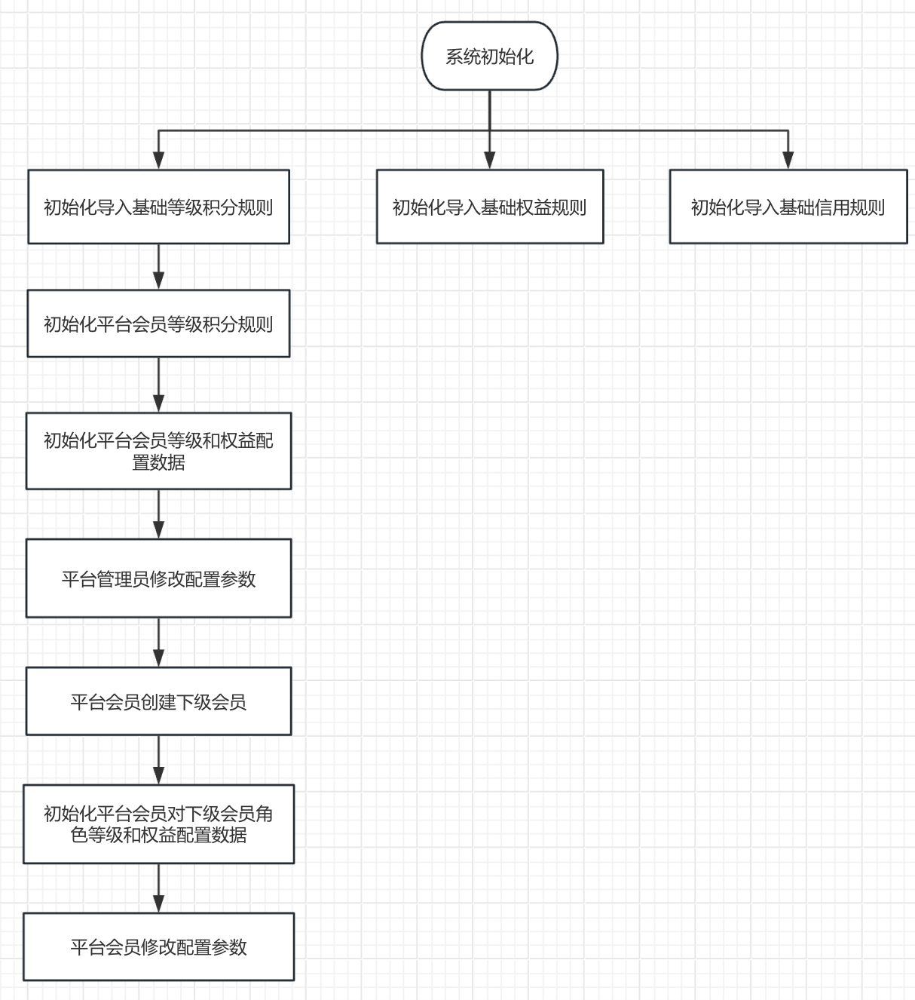 系统初始化
初始化导入基础等级积分规则
初始化导入基础权益规则
初始化导入基础信用规则
初始化平台会员等级积分规则
初始化平台会员等级和权益配
置数据
平台管理员修改配置参数
平台会员创建下级会员
初始化平台会员对下级会员角
色等级和权益配置数据
平台会员修改配置参数